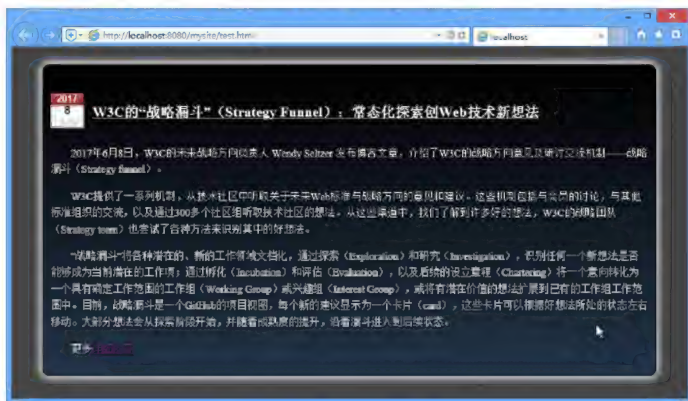 http://localhost:8080/mysite/test.html
localhost
2017
8
W3C的“战略漏斗”（Strategy Funnel）：常态化探索创Web技术新想法
2017年6月8日，W3C的未来战略方向负责人 Wendy Seltzer 发布博客文章，介绍了W3C的战略方向意见及研讨交流机制——战略
漏斗（Strategy funnel）。
W3C提供了一系列机制，从技术社区中听取关于未来Web标准与战略方向的意见和建议。这些机制包括与会员的讨论，与其他
标准组织的交流，以及通过300多个社区组听取技术社区的想法。从这些渠道中，我们了解到许多好的想法，W3C的战略团队
（Strategy team）也尝试了各种方法来识别其中的好想法。
“战略漏斗”将各种潜在的、新的工作领域文档化，通过探索（Exploration）和研究（Investigation），识别任何一个新想法是否
能够成为当前潜在的工作项；通过孵化（Incubation）和评估（Evaluation），以及后续的设立章程（Chartering）将一个意向转化为
一个具有确定工作范围的工作组（Working Group）或兴趣组（Interest Group），或将有潜在价值的想法扩展到已有的工作组工作范
围中。目前，战略漏斗是一个GitHub的项目视图，每个新的建议显示为一个卡片（card），这些卡片可以根据好想法所处的状态左右
移动。大部分想法会从探索阶段开始，并随着成熟度的提升，沿着漏斗进入到后续状态。
更多